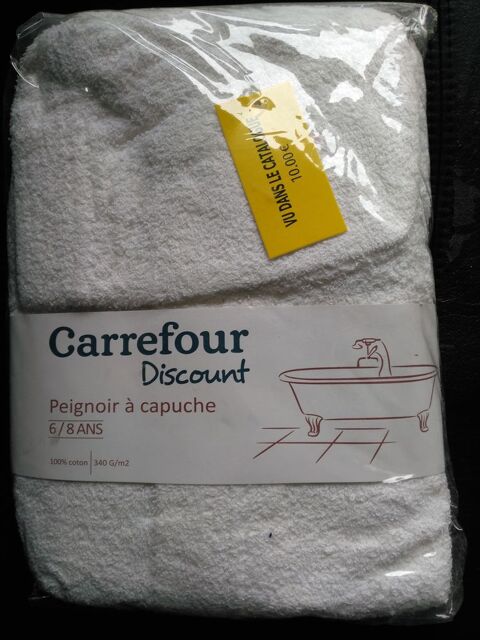 VU DANS LE CATALOGUE
10.00€
Carrefour
Discount
Peignoir à capuche
6/8 ANS
100% coton | 340 G/m2